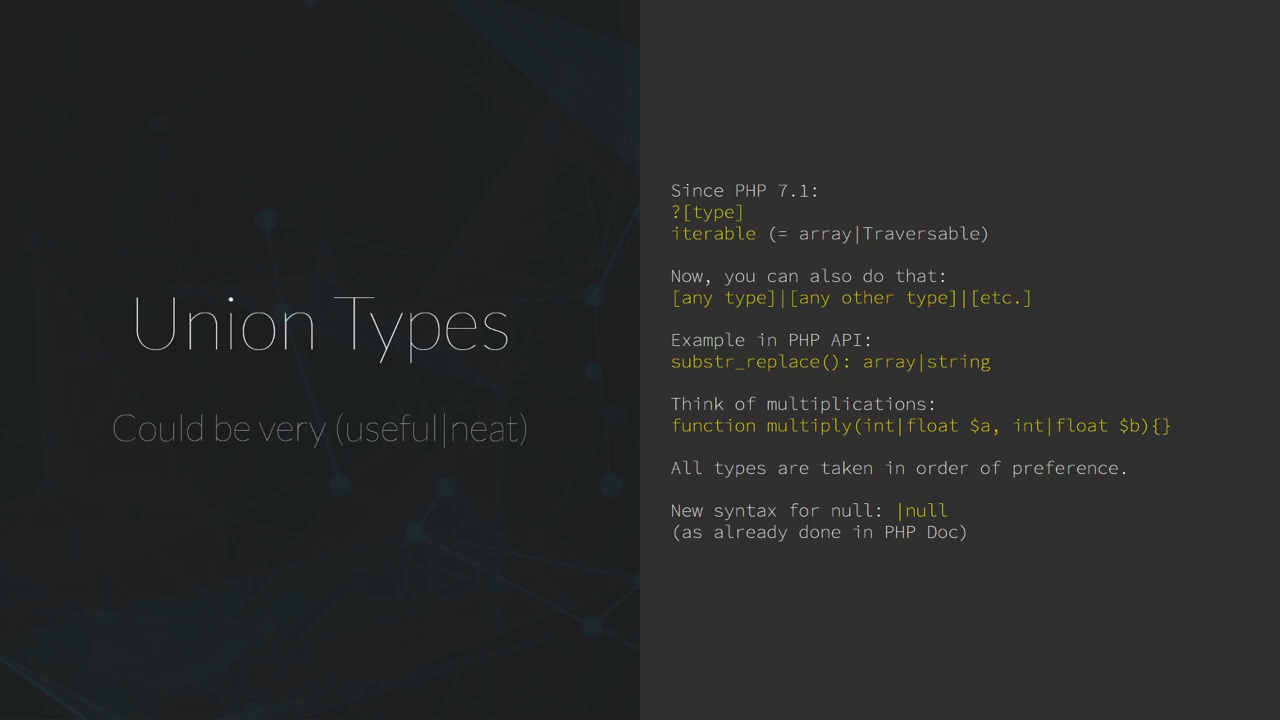 Union Types
Could be very (useful|neat)
Since PHP 7.1:
?[type]
iterable (= array|Traversable)
Now, you can also do that:
[any type]|[any other type]|[etc.]
Example in PHP API:
substr_replace(): array|string
Think of multiplications:
function multiply(int|float $a, int|float $b){}
All types are taken in order of preference.
New syntax for null: |null
(as already done in PHP Doc)